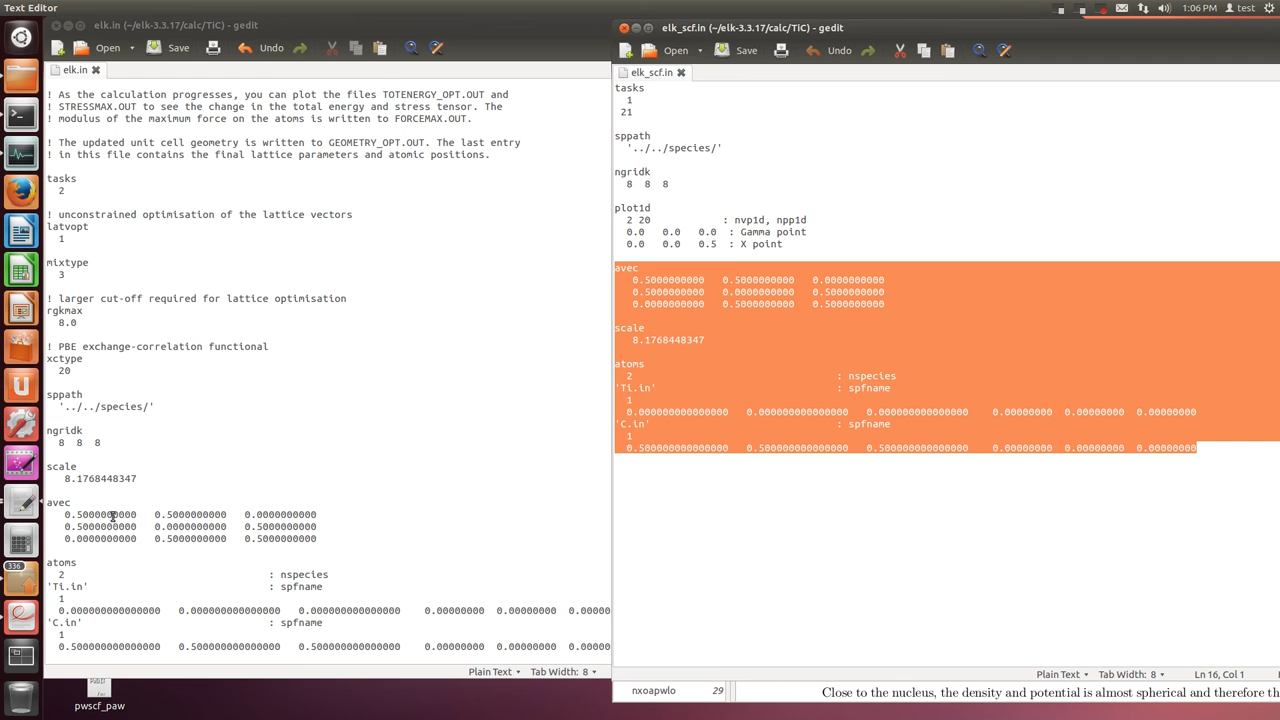 Text Editor
1:06 PM
test
elk.in (~/elk-3.3.17/calc/TiC) - gedit
Open
Save
Undo
elk.in
! As the calculation progresses, you can plot the files TOTENERGY_OPT.OUT and
! STRESSMAX.OUT to see the change in the total energy and stress tensor. The
! modulus of the maximum force on the atoms is written to FORCEMAX.OUT.
! The updated unit cell geometry is written to GEOMETRY_OPT.OUT. The last entry
! in this file contains the final lattice parameters and atomic positions.
tasks
2
! unconstrained optimisation of the lattice vectors
latvopt
1
mixtype
3
! larger cut-off required for lattice optimisation
rgkmax
8.0
! PBE exchange-correlation functional
xctype
20
sppath
'../../species/'
ngridk
8 8 8
scale
8.1768448347
avec
0.5000000000 0.5000000000 0.0000000000
0.5000000000 0.0000000000 0.5000000000
0.0000000000 0.5000000000 0.5000000000
atoms
2 : nspecies
'Ti.in' : spfname
1
0.000000000000000 0.000000000000000 0.000000000000000 0.00000000 0.00000000 0.00000
'C.in' : spfname
1
0.500000000000000 0.500000000000000 0.500000000000000 0.00000000 0.00000000 0.00000
Plain Text
Tab Width: 8
elk_scf.in (~/elk-3.3.17/calc/TiC) - gedit
Open
Save
Undo
elk_scf.in
tasks
1
21
sppath
'../../species/'
ngridk
8 8 8
plot1d
2 20 : nvp1d, npp1d
0.0 0.0 0.0 : Gamma point
0.0 0.0 0.5 : X point
avec
0.5000000000 0.5000000000 0.0000000000
0.5000000000 0.0000000000 0.5000000000
0.0000000000 0.5000000000 0.5000000000
scale
8.1768448347
atoms
2 : nspecies
'Ti.in' : spfname
1
0.000000000000000 0.000000000000000 0.000000000000000 0.00000000 0.00000000 0.00000000
'C.in' : spfname
1
0.500000000000000 0.500000000000000 0.500000000000000 0.00000000 0.00000000 0.00000000
Plain Text
Tab Width: 8
Ln 16, Col 1
336
pwscf_paw
nxoapwlo 29
Close to the nucleus, the density and potential is almost spherical and therefore th